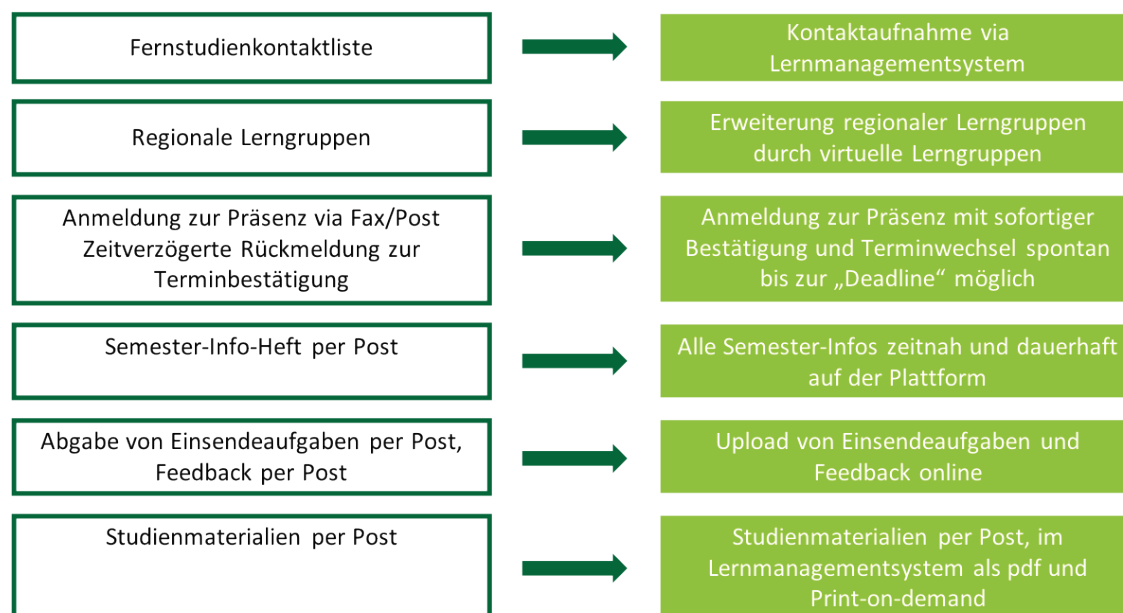 Fernstudienkontaktliste
Kontaktaufnahme via
Lernmanagementsystem
Regionale Lerngruppen
Erweiterung regionaler Lerngruppen
durch virtuelle Lerngruppen
Anmeldung zur Präsenz via Fax/Post
Zeitverzögerte Rückmeldung zur
Terminbestätigung
Anmeldung zur Präsenz mit sofortiger
Bestätigung und Terminwechsel spontan
bis zur „Deadline“ möglich
Semester-Info-Heft per Post
Alle Semester-Infos zeitnah und dauerhaft
auf der Plattform
Abgabe von Einsendeaufgaben per Post,
Feedback per Post
Upload von Einsendeaufgaben und
Feedback online
Studienmaterialien per Post
Studienmaterialien per Post, im
Lernmanagementsystem als pdf und
Print-on-demand